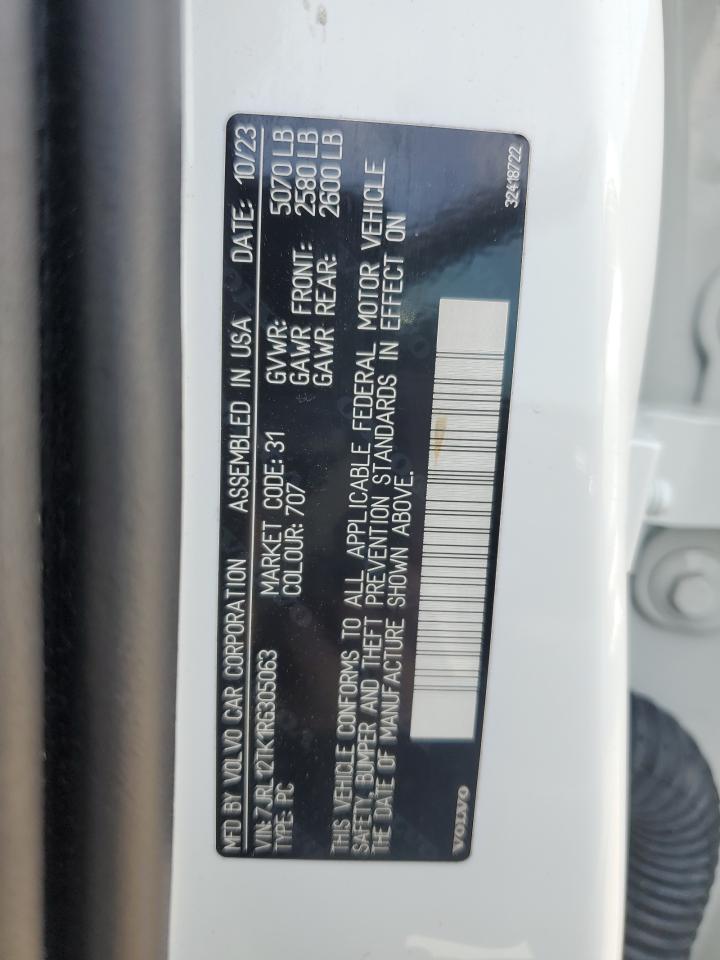 MFD BY VOLVO CAR CORPORATION ASSEMBLED IN USA DATE: 10/23
VIN: 7JRL12TK1RG305063 MARKET CODE: 31 GVWR: 5070 LB
TYPE: PC COLOUR: 707 GAWR FRONT: 2580 LB
GAWR REAR: 2600 LB
THIS VEHICLE CONFORMS TO ALL APPLICABLE FEDERAL MOTOR VEHICLE
SAFETY, BUMPER AND THEFT PREVENTION STANDARDS IN EFFECT ON
THE DATE OF MANUFACTURE SHOWN ABOVE.
VOLVO 32418722